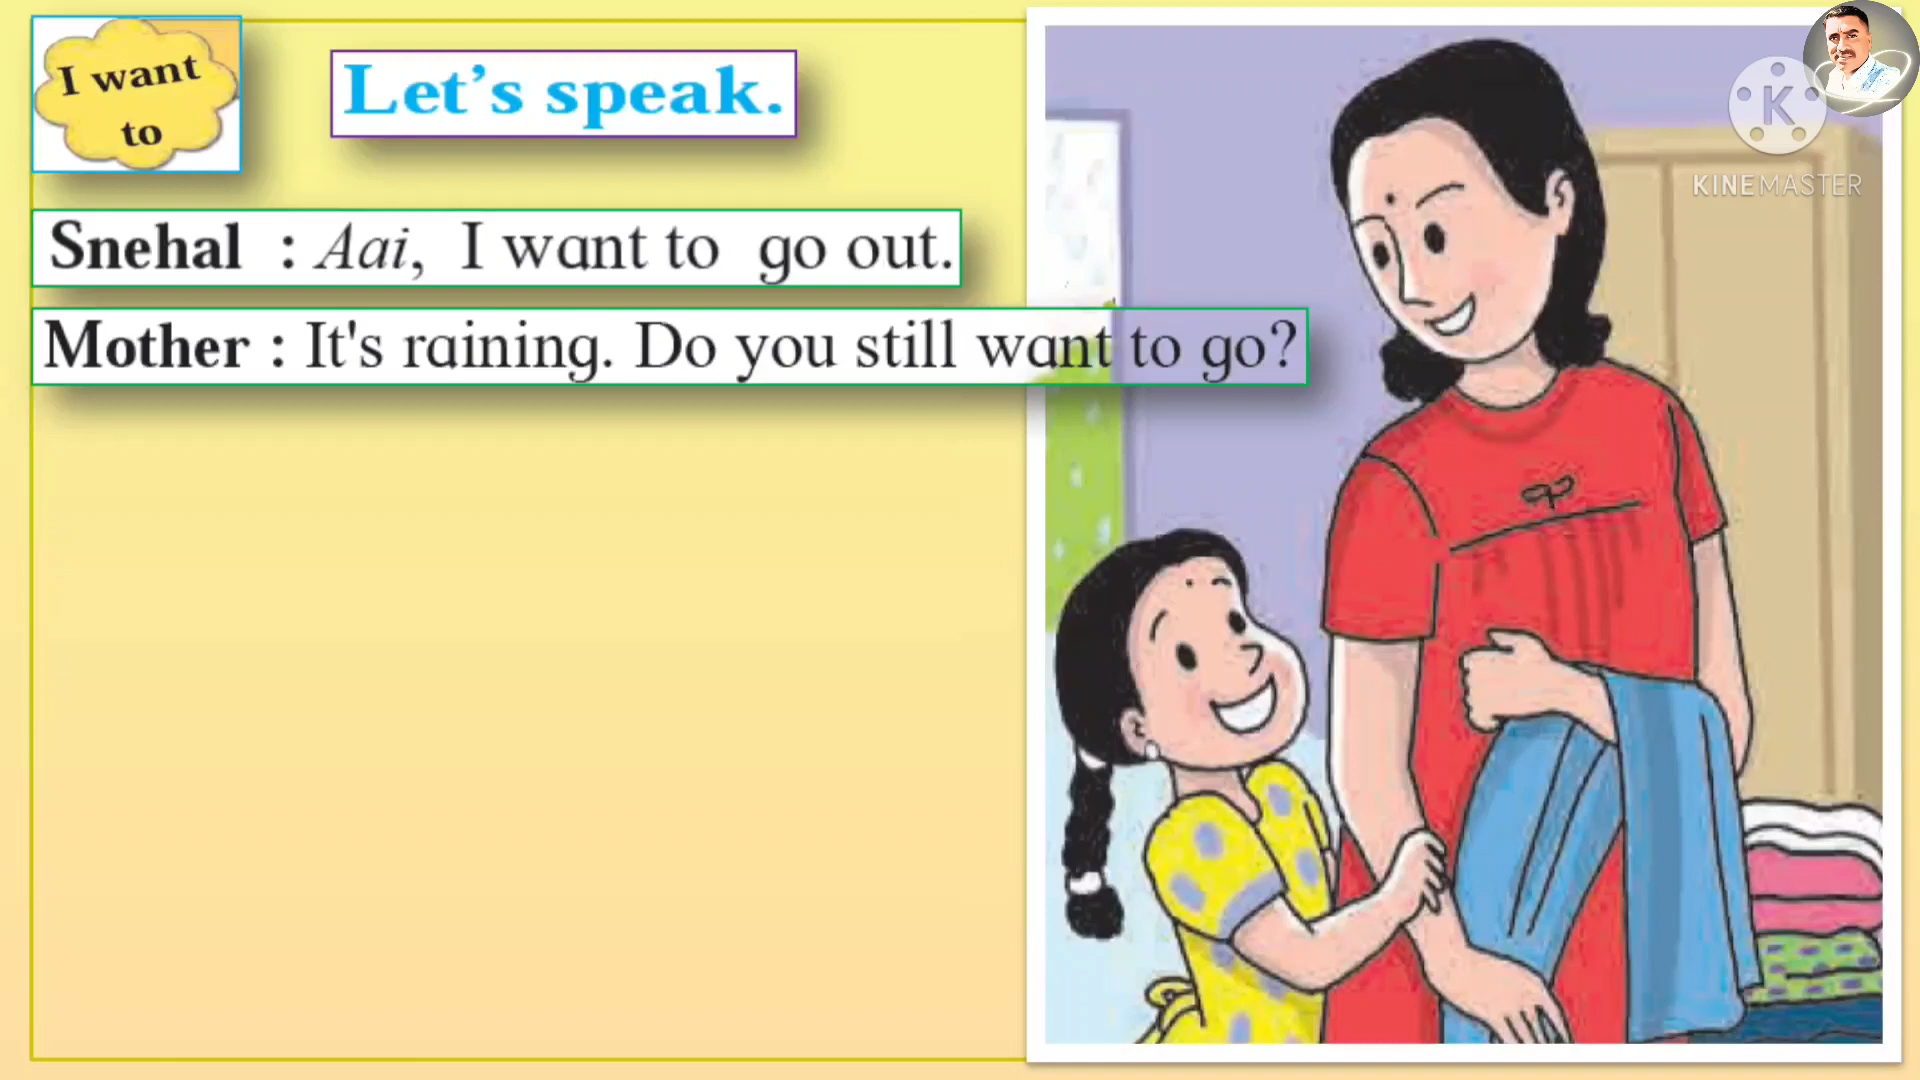 I want
to
Let's speak.
Snehal : Aai, I want to go out.
Mother : It's raining. Do you still want to go?
K
KINEMASTER